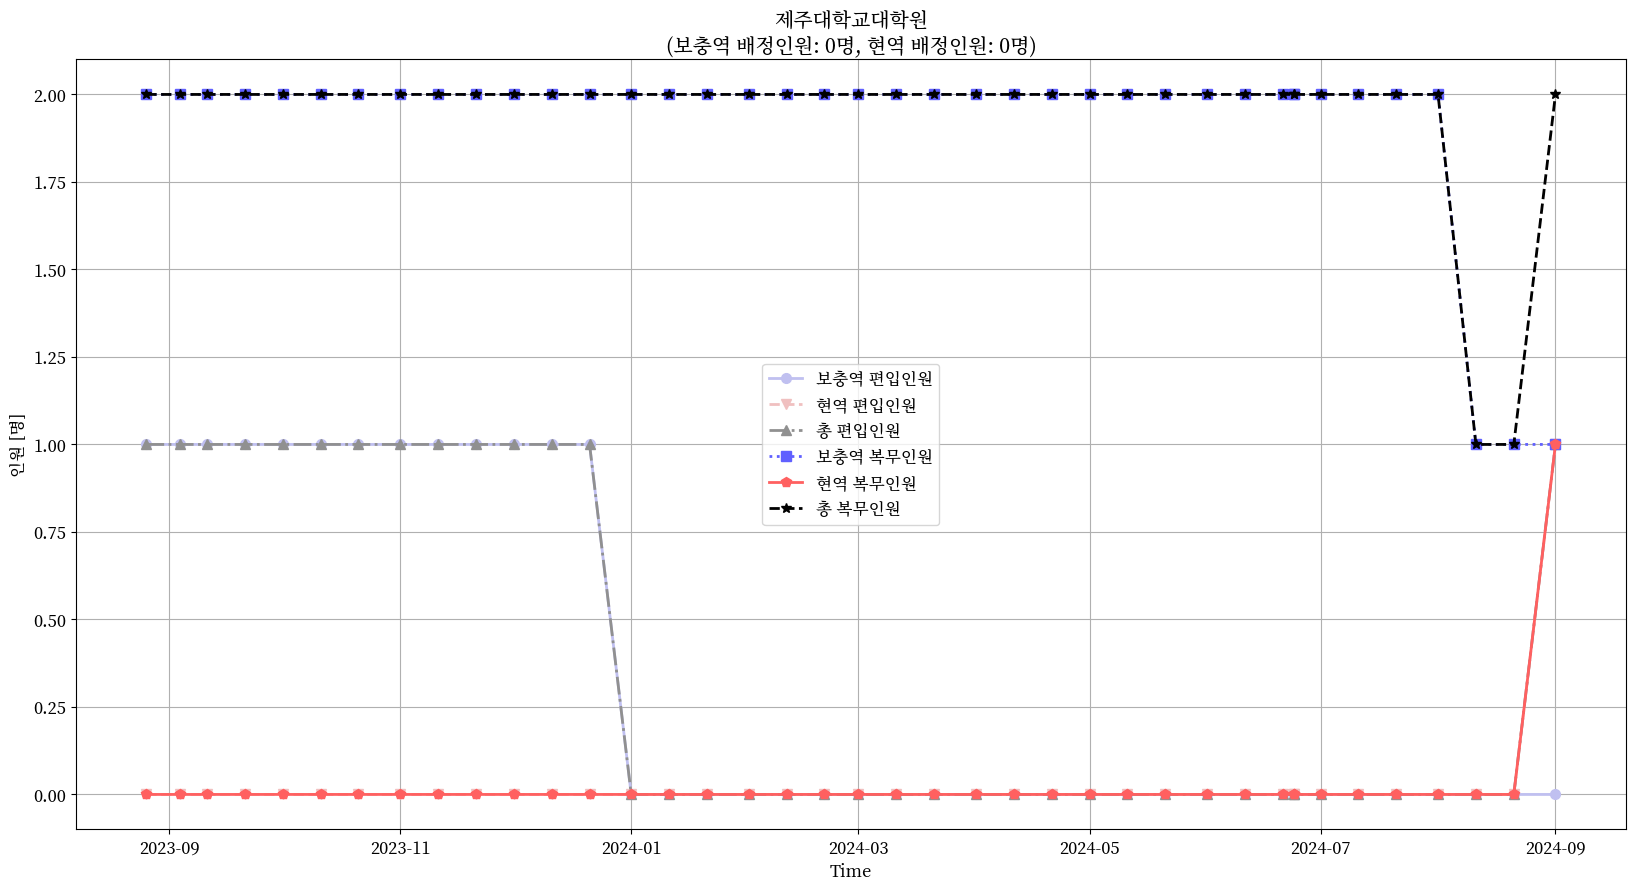 제주대학교대학원
(보충역 배정인원: 0명, 현역 배정인원: 0명)
인원 [명]
2.00
1.75
1.50
1.25
1.00
0.75
0.50
0.25
0.00
보충역 편입인원
현역 편입인원
총 편입인원
보충역 복무인원
현역 복무인원
총 복무인원
2023-09
2023-11
2024-01
2024-03
2024-05
2024-07
2024-09
Time